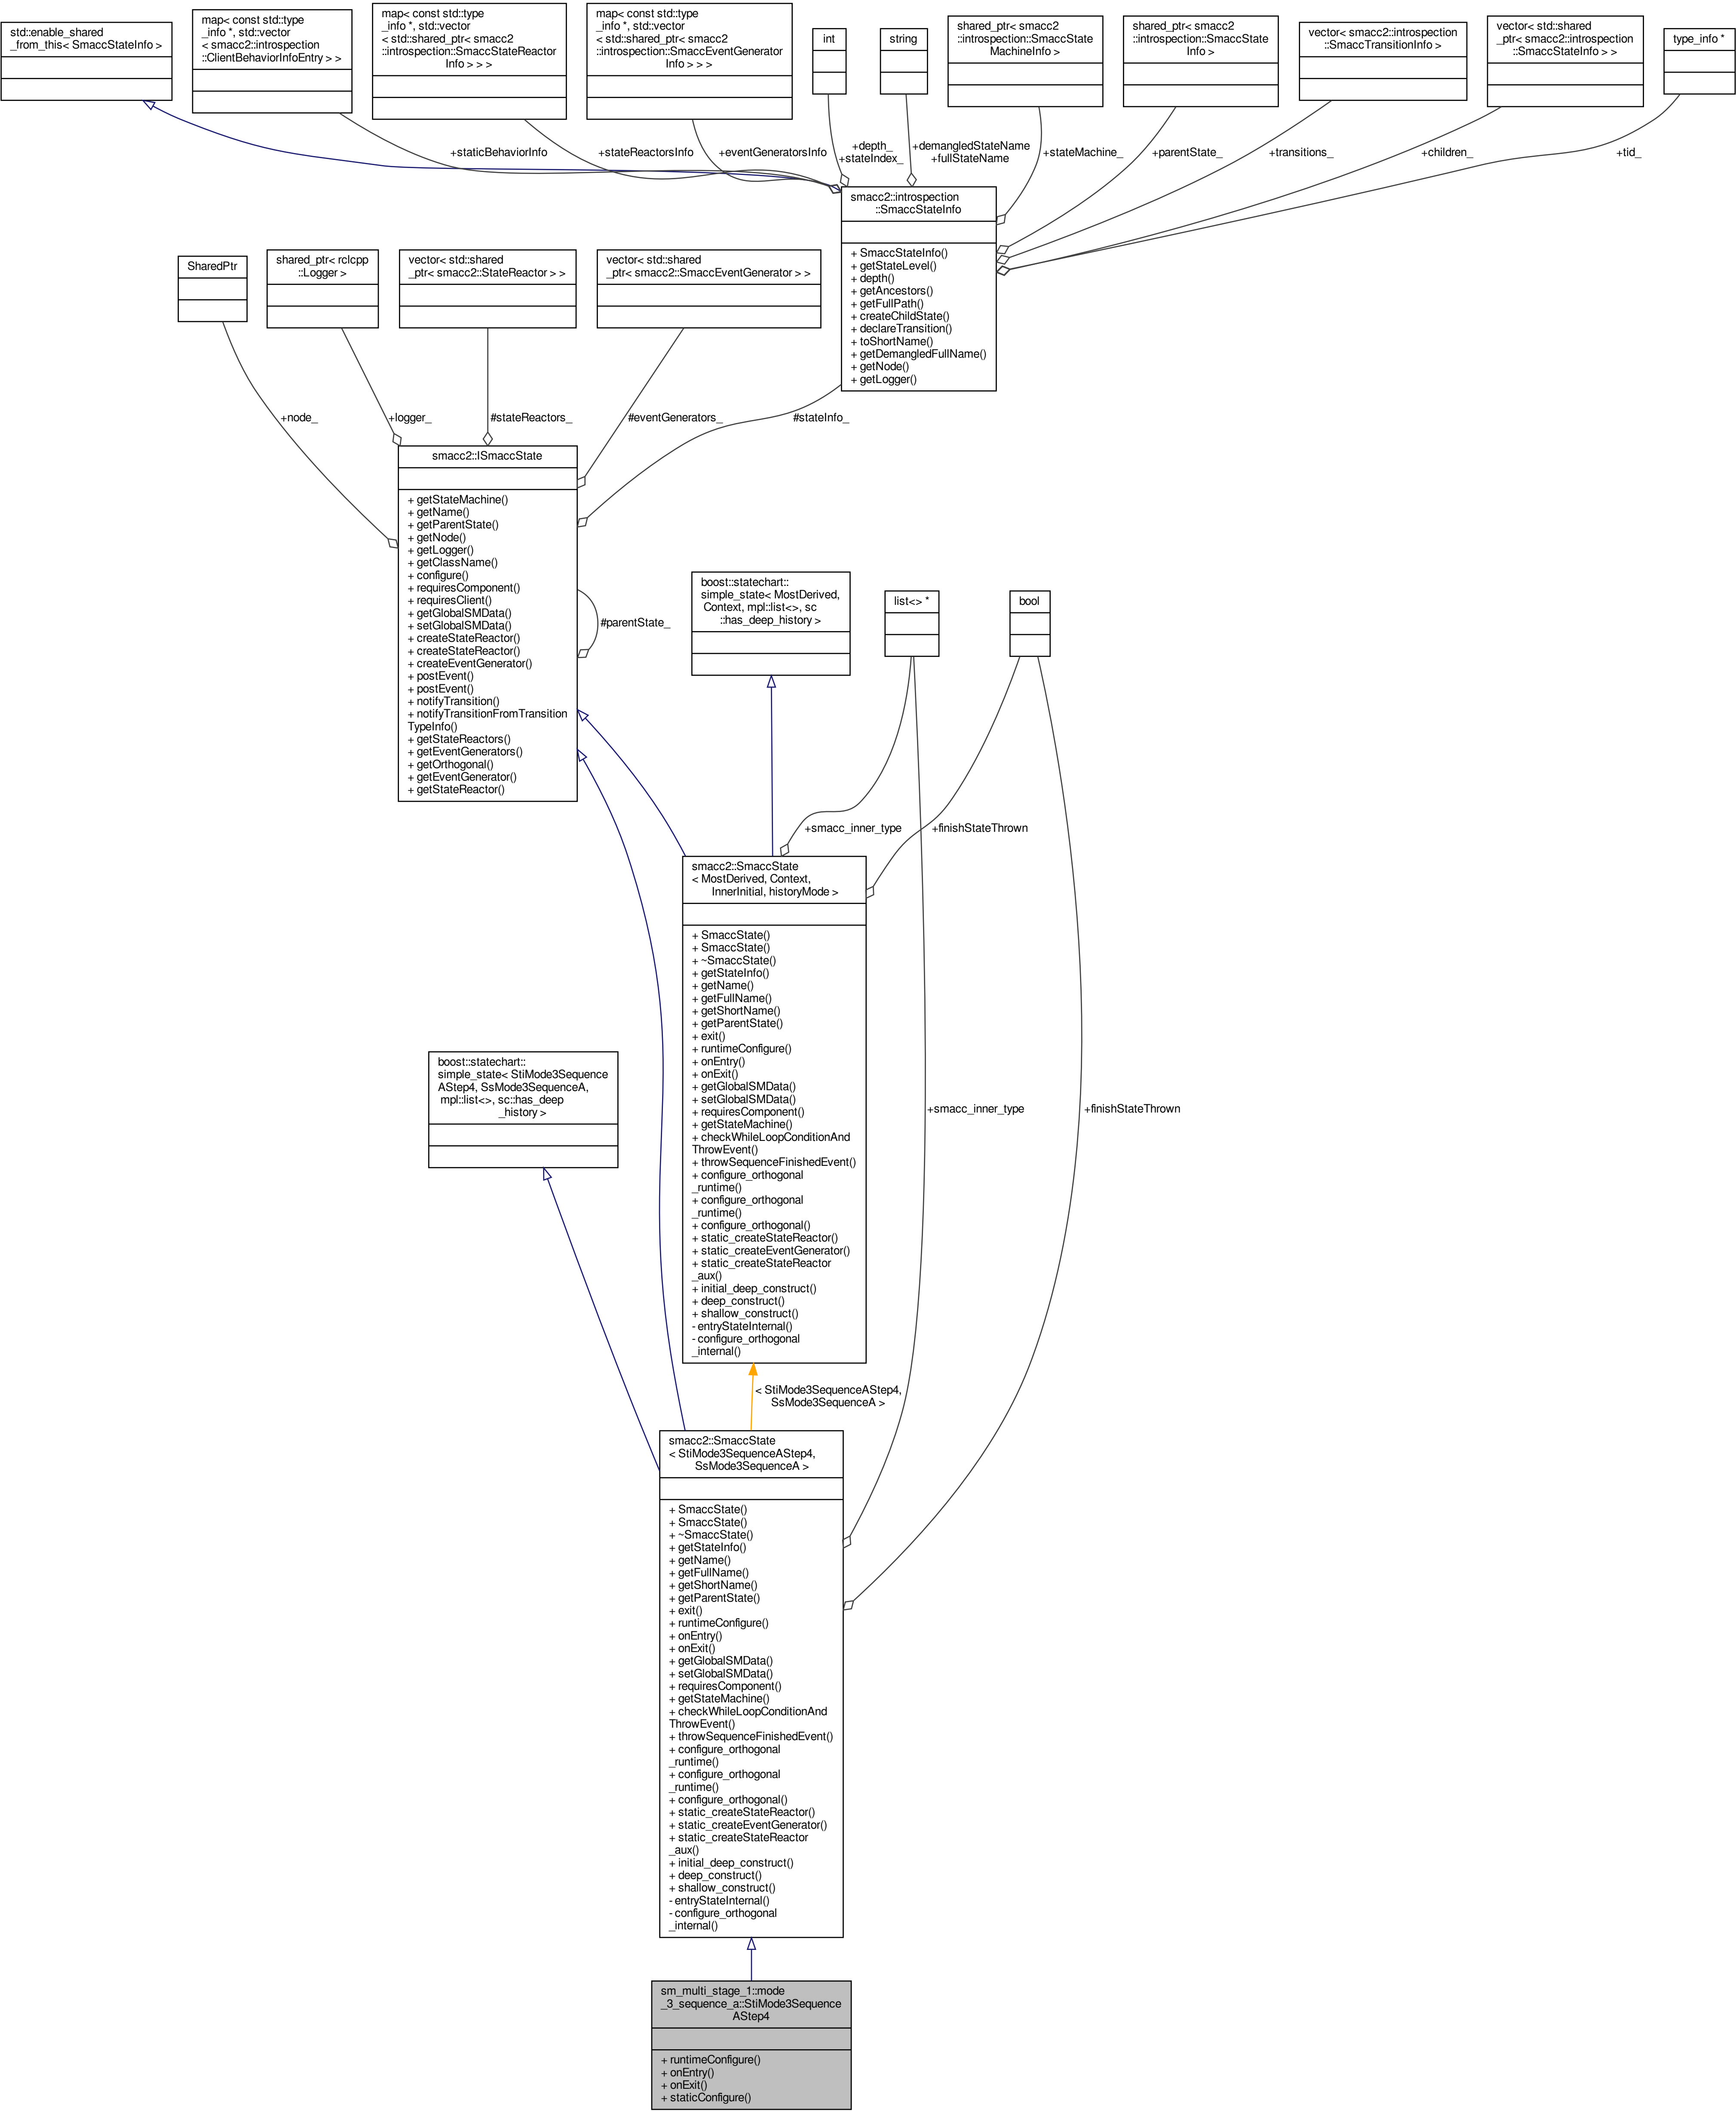 std::enable_shared
_from_this< SmaccStateInfo >
map< const std::type
_info *, std::vector
< smacc2::introspection
::ClientBehaviorInfoEntry > >
map< const std::type
_info *, std::vector
< std::shared_ptr< smacc2
::introspection::SmaccStateReactor
Info > > >
map< const std::type
_info *, std::vector
< std::shared_ptr< smacc2
::introspection::SmaccEventGenerator
Info > > >
int
string
shared_ptr< smacc2
::introspection::SmaccState
MachineInfo >
shared_ptr< smacc2
::introspection::SmaccState
Info >
vector< smacc2::introspection
::SmaccTransitionInfo >
vector< std::shared
_ptr< smacc2::introspection
::SmaccStateInfo > >
type_info *
+staticBehaviorInfo
+stateReactorsInfo
+eventGeneratorsInfo
+depth_
+stateIndex_
+demangledStateName
+fullStateName
+stateMachine_
+parentState_
+transitions_
+children_
+tid_
smacc2::introspection
::SmaccStateInfo
+ SmaccStateInfo()
+ getStateLevel()
+ depth()
+ getAncestors()
+ getFullPath()
+ createChildState()
+ declareTransition()
+ toShortName()
+ getDemangledFullName()
+ getNode()
+ getLogger()
SharedPtr
shared_ptr< rclcpp
::Logger >
vector< std::shared
_ptr< smacc2::StateReactor > >
vector< std::shared
_ptr< smacc2::SmaccEventGenerator > >
+node_
+logger_
#stateReactors_
#eventGenerators_
#stateInfo_
smacc2::ISmaccState
+ getStateMachine()
+ getName()
+ getParentState()
+ getNode()
+ getLogger()
+ getClassName()
+ configure()
+ requiresComponent()
+ requiresClient()
+ getGlobalSMData()
+ setGlobalSMData()
+ createStateReactor()
+ createStateReactor()
+ createEventGenerator()
+ postEvent()
+ postEvent()
+ notifyTransition()
+ notifyTransitionFromTransition
TypeInfo()
+ getStateReactors()
+ getEventGenerators()
+ getOrthogonal()
+ getEventGenerator()
+ getStateReactor()
#parentState_
boost::statechart::
simple_state< MostDerived,
Context, mpl::list<>, sc
::has_deep_history >
list<> *
bool
+smacc_inner_type
+finishStateThrown
smacc2::SmaccState
< MostDerived, Context,
InnerInitial, historyMode >
+ SmaccState()
+ SmaccState()
+ ~SmaccState()
+ getStateInfo()
+ getName()
+ getFullName()
+ getShortName()
+ getParentState()
+ exit()
+ runtimeConfigure()
+ onEntry()
+ onExit()
+ getGlobalSMData()
+ setGlobalSMData()
+ requiresComponent()
+ getStateMachine()
+ checkWhileLoopConditionAnd
ThrowEvent()
+ throwSequenceFinishedEvent()
+ configure_orthogonal
_runtime()
+ configure_orthogonal
_runtime()
+ configure_orthogonal()
+ static_createStateReactor()
+ static_createEventGenerator()
+ static_createStateReactor
_aux()
+ initial_deep_construct()
+ deep_construct()
+ shallow_construct()
- entryStateInternal()
- configure_orthogonal
_internal()
boost::statechart::
simple_state< StiMode3Sequence
AStep4, SsMode3SequenceA,
mpl::list<>, sc::has_deep
_history >
+smacc_inner_type
+finishStateThrown
< StiMode3SequenceAStep4,
SsMode3SequenceA >
smacc2::SmaccState
< StiMode3SequenceAStep4,
SsMode3SequenceA >
+ SmaccState()
+ SmaccState()
+ ~SmaccState()
+ getStateInfo()
+ getName()
+ getFullName()
+ getShortName()
+ getParentState()
+ exit()
+ runtimeConfigure()
+ onEntry()
+ onExit()
+ getGlobalSMData()
+ setGlobalSMData()
+ requiresComponent()
+ getStateMachine()
+ checkWhileLoopConditionAnd
ThrowEvent()
+ throwSequenceFinishedEvent()
+ configure_orthogonal
_runtime()
+ configure_orthogonal
_runtime()
+ configure_orthogonal()
+ static_createStateReactor()
+ static_createEventGenerator()
+ static_createStateReactor
_aux()
+ initial_deep_construct()
+ deep_construct()
+ shallow_construct()
- entryStateInternal()
- configure_orthogonal
_internal()
sm_multi_stage_1::mode
_3_sequence_a::StiMode3Sequence
AStep4
+ runtimeConfigure()
+ onEntry()
+ onExit()
+ staticConfigure()